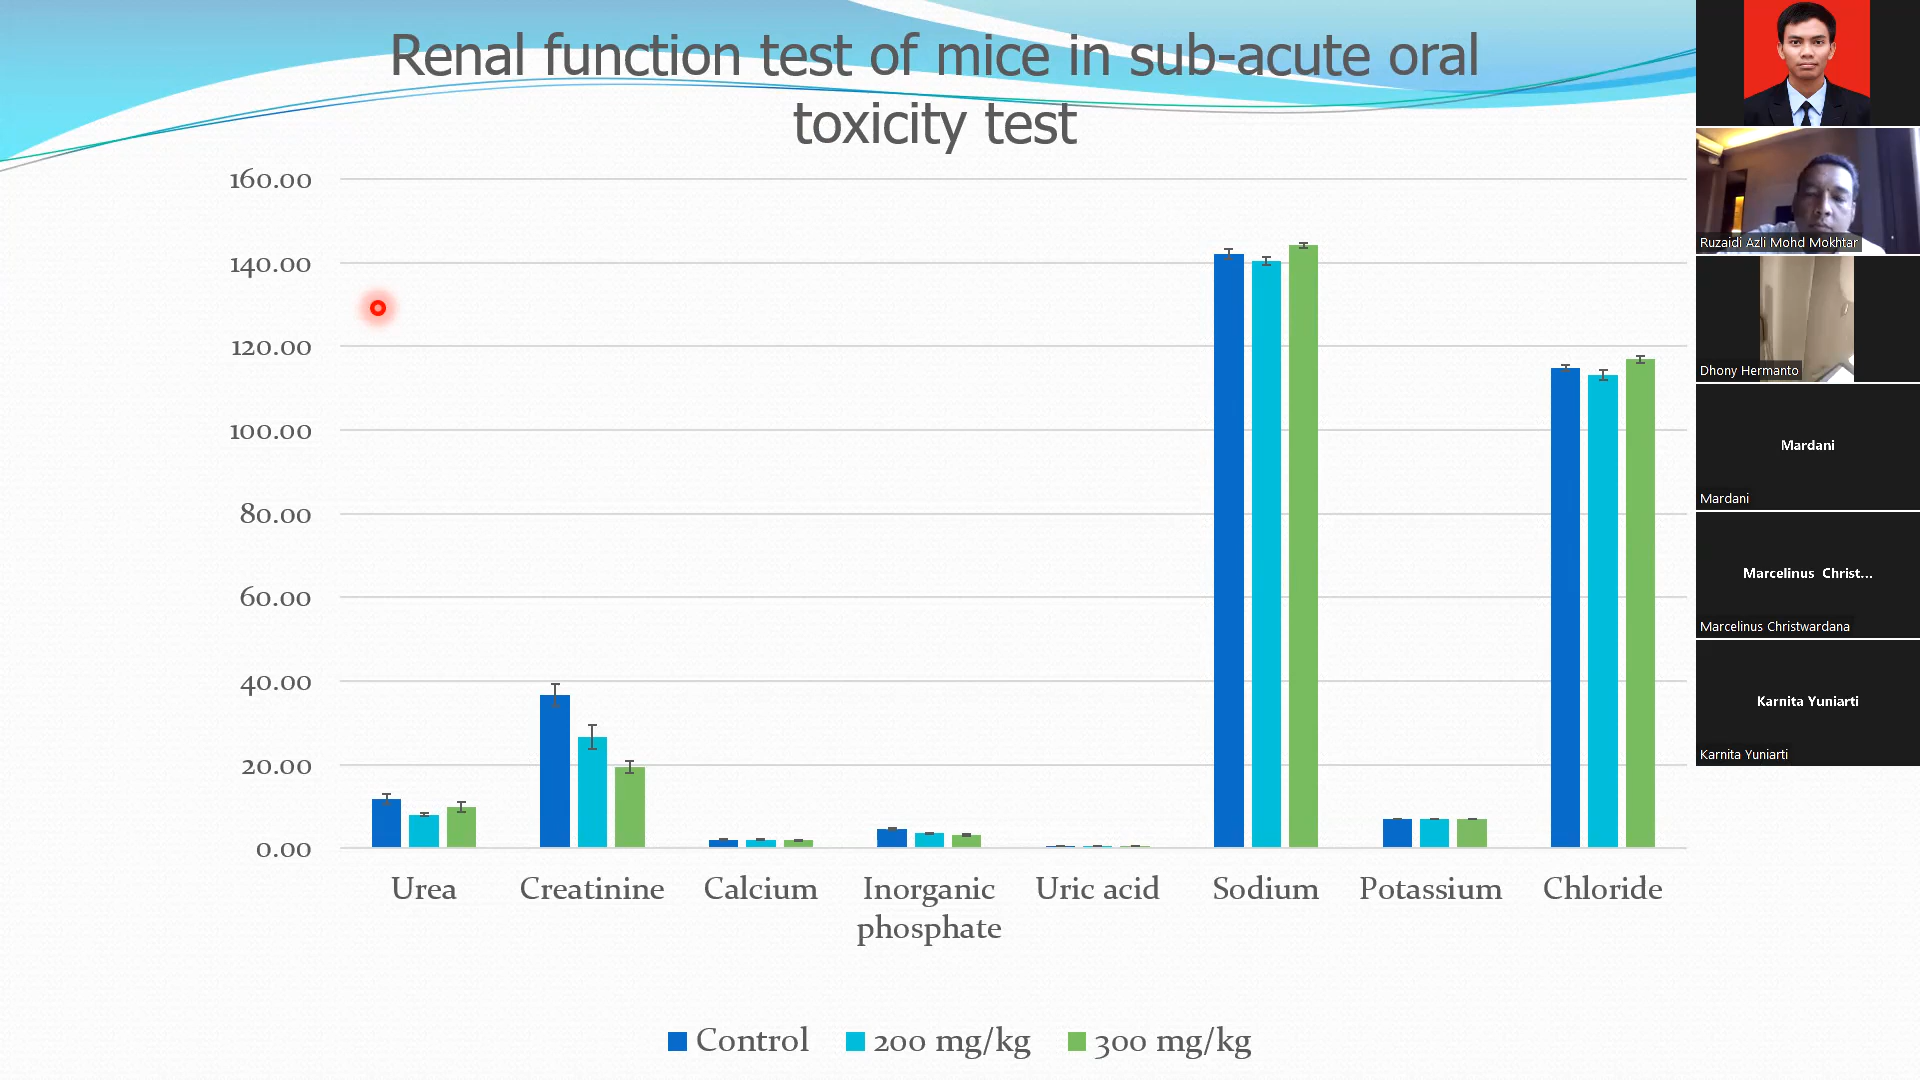 Renal function test of mice in sub-acute oral
toxicity test
160.00
140.00
120.00
100.00
80.00
60.00
40.00
20.00
0.00
Urea
Creatinine
Calcium
Inorganic
phosphate
Uric acid
Sodium
Potassium
Chloride
Control
200 mg/kg
300 mg/kg
Ruzaidi Azli Mohd Mokhtar
Dhony Hermanto
Mardani
Mardani
Marcelinus Christ...
Marcelinus Christwardana
Karnita Yuniarti
Karnita Yuniarti